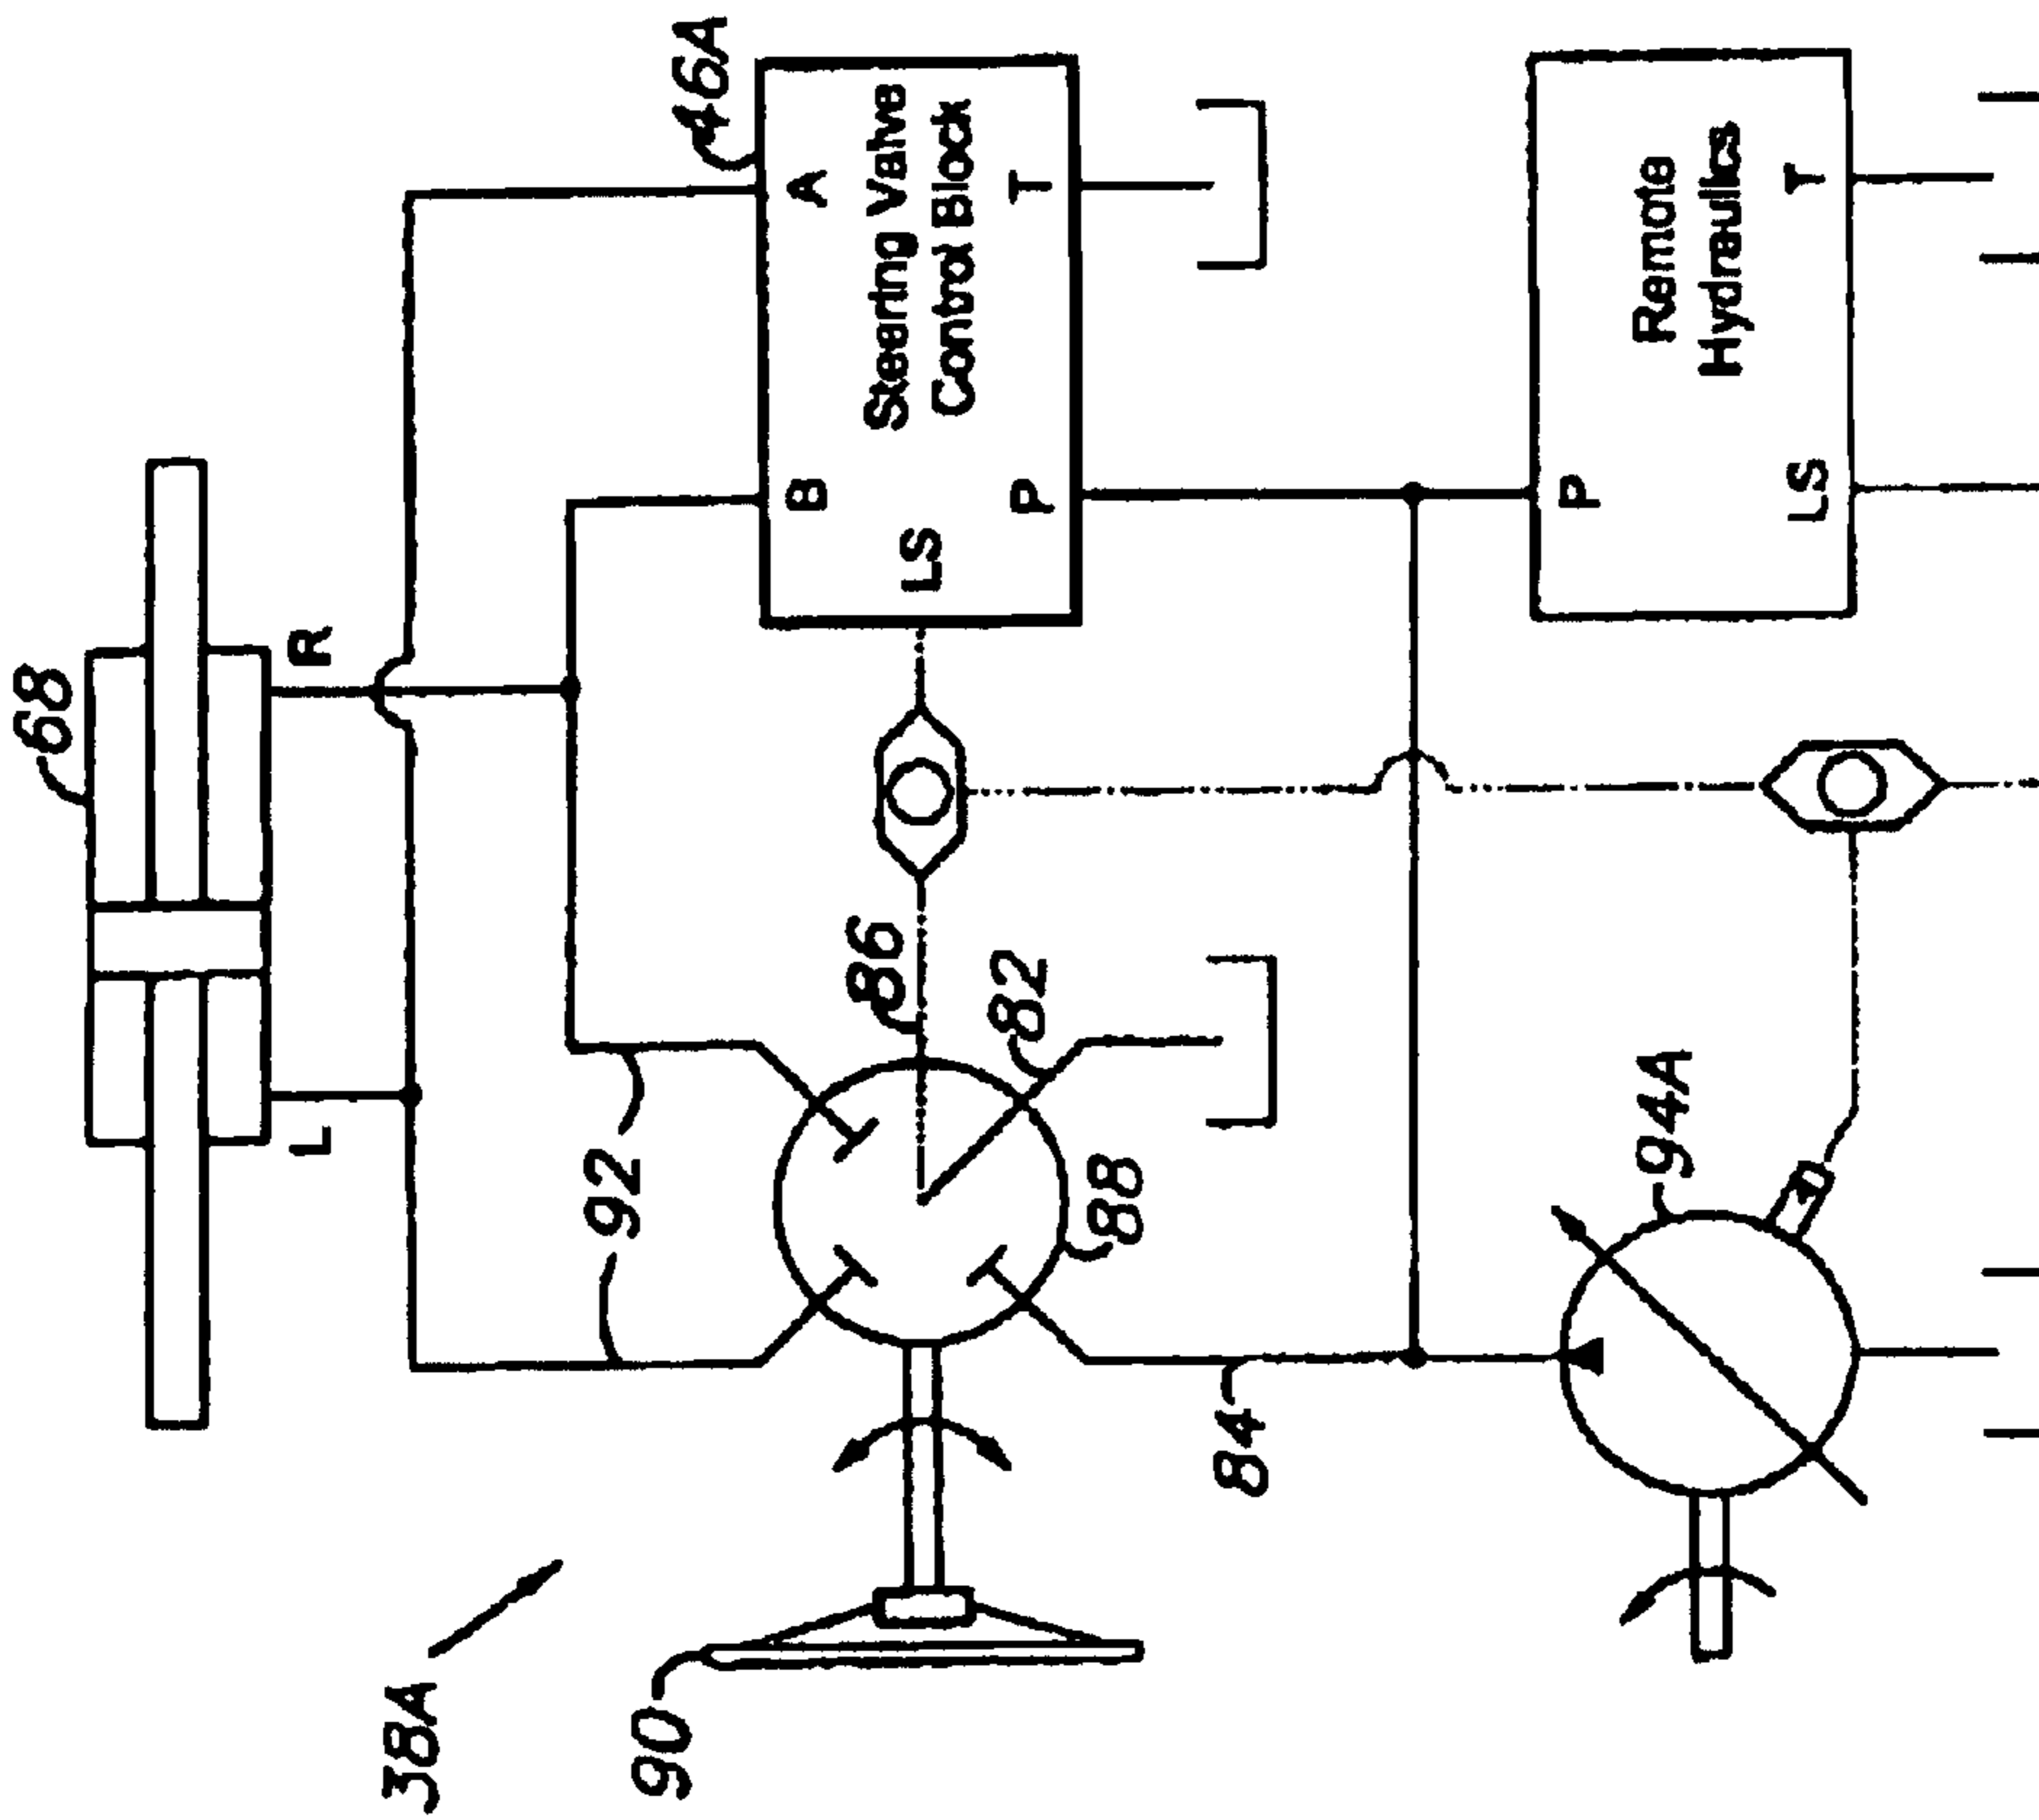 38A
68
L
R
46A
A
B
Steering Valve
Control Block
LS
P
T
92
86
82
88
90
84
94A
P
Remote
Hydraulics
LS
T